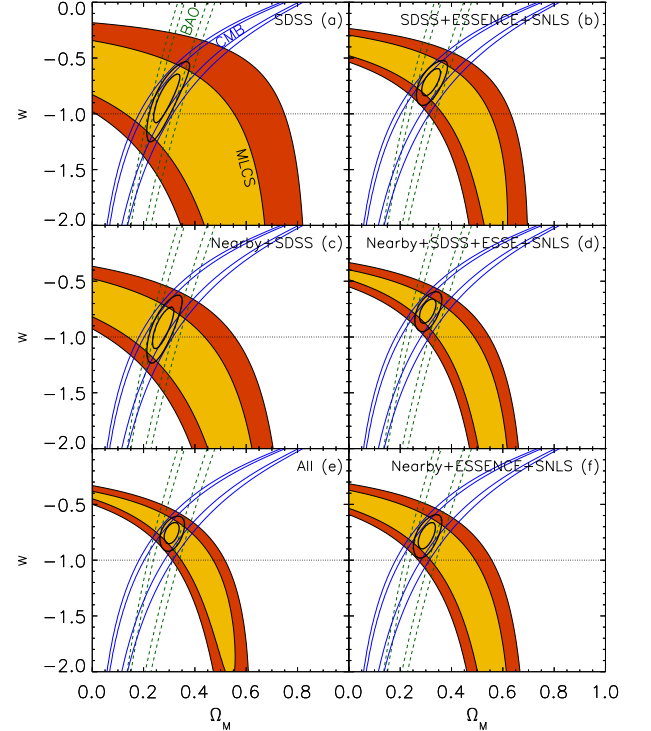 0.0
SDSS (a)
SDSS+ESSENCE+SNLS (b)
BAO
CMB
−0.5
w
−1.0
−1.5
MLCS
−2.0
Nearby+SDSS (c)
Nearby+SDSS+ESSE+SNLS (d)
−0.5
w
−1.0
−1.5
−2.0
All (e)
Nearby+ESSENCE+SNLS (f)
−0.5
w
−1.0
−1.5
−2.0
0.0 0.2 0.4 0.6 0.8 0.0 0.2 0.4 0.6 0.8 1.0
Ω_M Ω_M